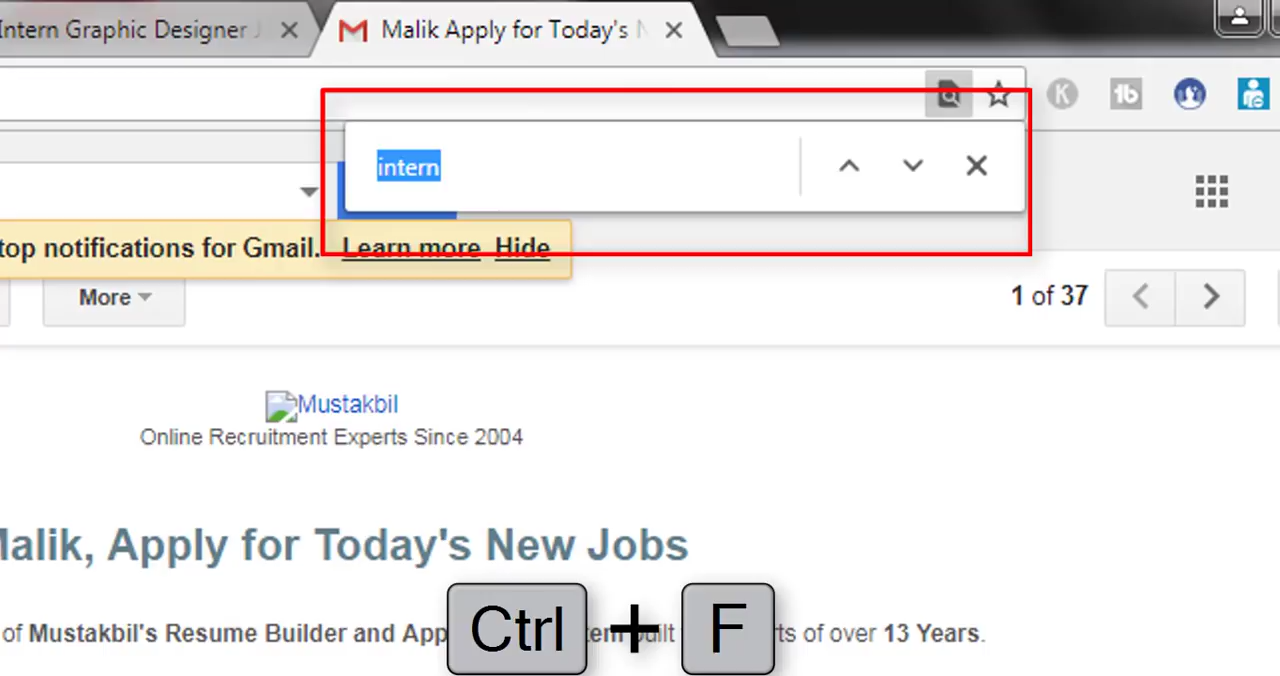 Intern Graphic Designer J
Malik Apply for Today's N
intern
top notifications for Gmail. Learn more Hide
More
1 of 37
Mustakbil
Online Recruitment Experts Since 2004
Malik, Apply for Today's New Jobs
of Mustakbil's Resume Builder and App tem built rts of over 13 Years.
Ctrl + F